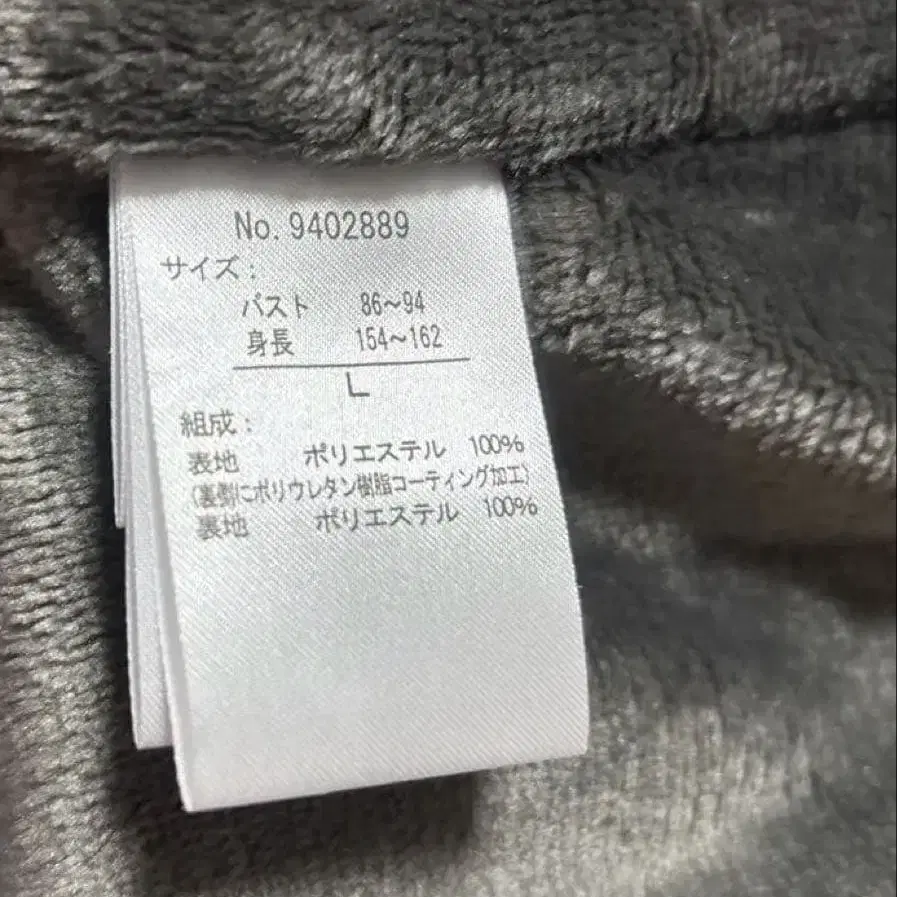 No. 9402889
サイズ:
バスト 86~94
身長 154~162
L
組成:
表地 ポリエステル 100%
(裏側にポリウレタン樹脂コーティング加工)
裏地 ポリエステル 100%